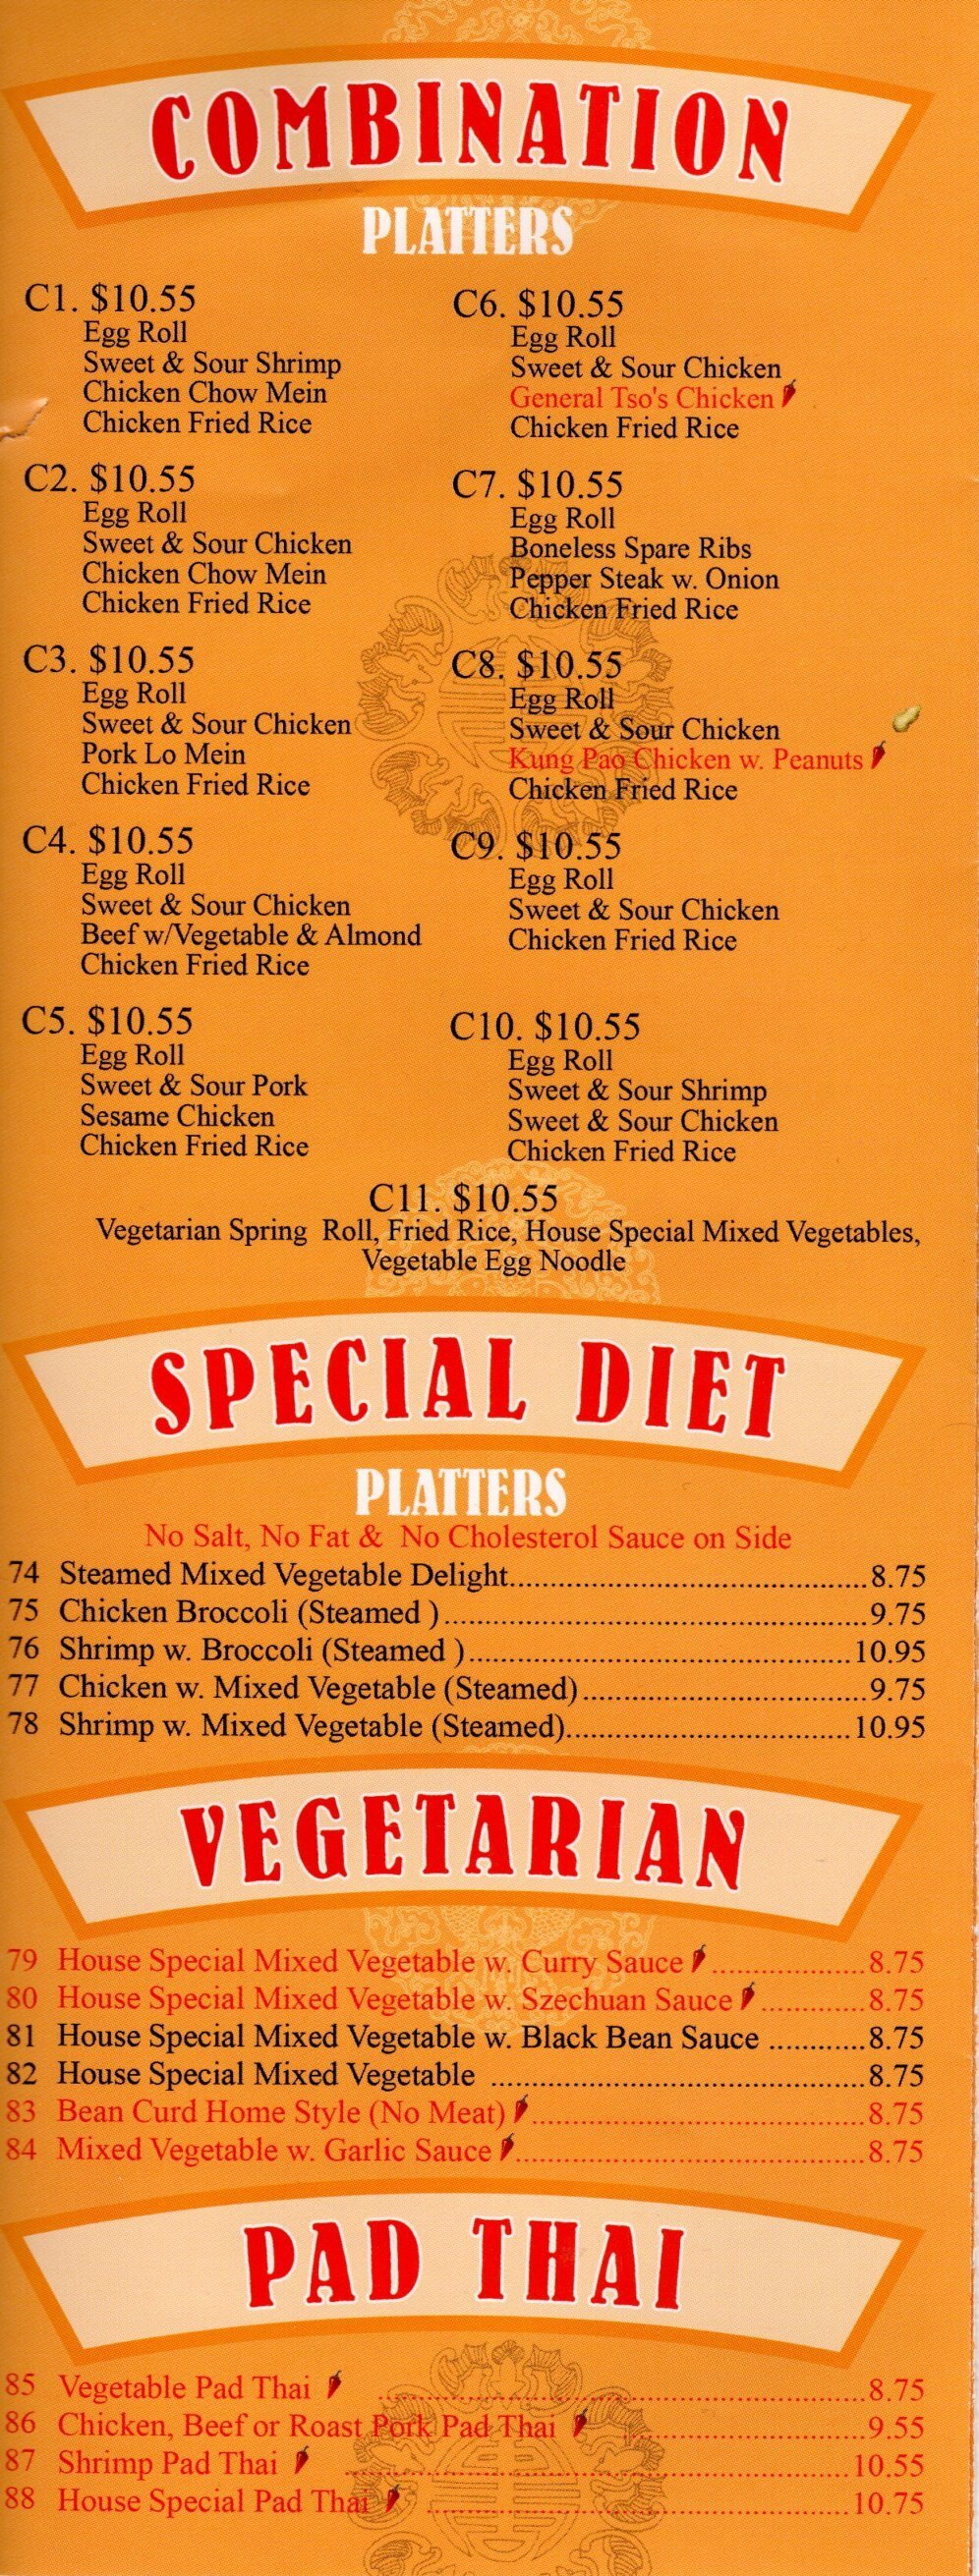 COMBINATION
PLATTERS
C1. $10.55
Egg Roll
Sweet & Sour Shrimp
Chicken Chow Mein
Chicken Fried Rice
C2. $10.55
Egg Roll
Sweet & Sour Chicken
Chicken Chow Mein
Chicken Fried Rice
C3. $10.55
Egg Roll
Sweet & Sour Chicken
Pork Lo Mein
Chicken Fried Rice
C4. $10.55
Egg Roll
Sweet & Sour Chicken
Beef w/Vegetable & Almond
Chicken Fried Rice
C5. $10.55
Egg Roll
Sweet & Sour Pork
Sesame Chicken
Chicken Fried Rice
C6. $10.55
Egg Roll
Sweet & Sour Chicken
General Tso's Chicken
Chicken Fried Rice
C7. $10.55
Egg Roll
Boneless Spare Ribs
Pepper Steak w. Onion
Chicken Fried Rice
C8. $10.55
Egg Roll
Sweet & Sour Chicken
Kung Pao Chicken w. Peanuts
Chicken Fried Rice
C9. $10.55
Egg Roll
Sweet & Sour Chicken
Chicken Fried Rice
C10. $10.55
Egg Roll
Sweet & Sour Shrimp
Sweet & Sour Chicken
Chicken Fried Rice
C11. $10.55
Vegetarian Spring Roll, Fried Rice, House Special Mixed Vegetables,
Vegetable Egg Noodle
SPECIAL DIET
PLATTERS
No Salt, No Fat & No Cholesterol Sauce on Side
74 Steamed Mixed Vegetable Delight............................................8.75
75 Chicken Broccoli (Steamed )....................................................9.75
76 Shrimp w. Broccoli (Steamed )...............................................10.95
77 Chicken w. Mixed Vegetable (Steamed)...................................9.75
78 Shrimp w. Mixed Vegetable (Steamed)...................................10.95
VEGETARIAN
79 House Special Mixed Vegetable w. Curry Sauce ...................8.75
80 House Special Mixed Vegetable w. Szechuan Sauce .............8.75
81 House Special Mixed Vegetable w. Black Bean Sauce ............8.75
82 House Special Mixed Vegetable ..............................................8.75
83 Bean Curd Home Style (No Meat) .........................................8.75
84 Mixed Vegetable w. Garlic Sauce ...........................................8.75
PAD THAI
85 Vegetable Pad Thai ............................................................8.75
86 Chicken, Beef or Roast Pork Pad Thai .............................9.55
87 Shrimp Pad Thai ..............................................................10.55
88 House Special Pad Thai ....................................................10.75